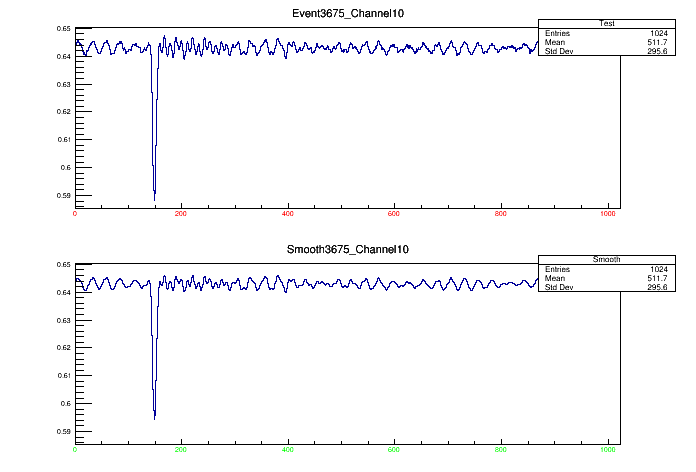 Event3675_Channel10
Test
Entries 1024
Mean 511.7
Std Dev 295.6
0.65
0.64
0.63
0.62
0.61
0.6
0.59
0 200 400 600 800 1000
Smooth3675_Channel10
Smooth
Entries 1024
Mean 511.7
Std Dev 295.6
0.65
0.64
0.63
0.62
0.61
0.6
0.59
0 200 400 600 800 1000